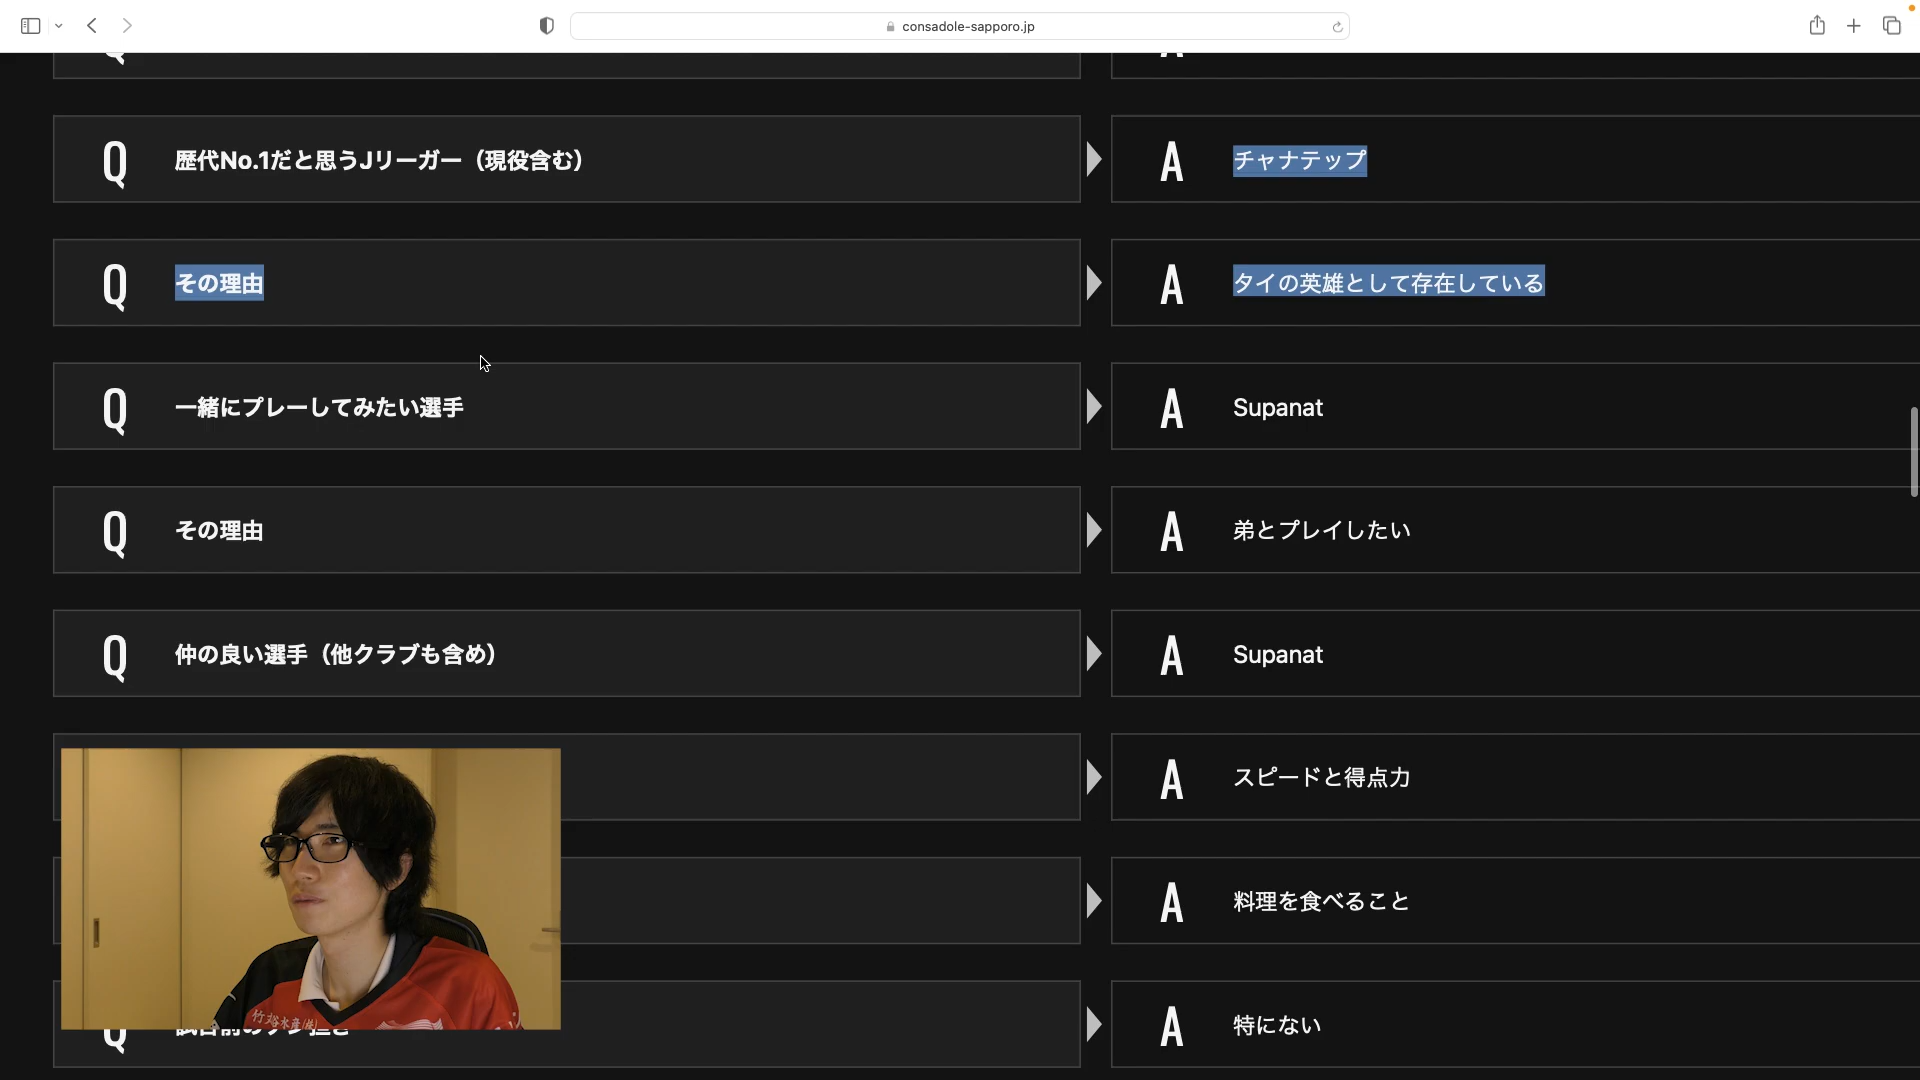 consadole-sapporo.jp
Q 歴代No.1だと思うJリーガー（現役含む） A チャナテップ
Q その理由 A タイの英雄として存在している
Q 一緒にプレーしてみたい選手 A Supanat
Q その理由 A 弟とプレイしたい
Q 仲の良い選手（他クラブも含め） A Supanat
A スピードと得点力
A 料理を食べること
A 特にない
竹裕水産㈱